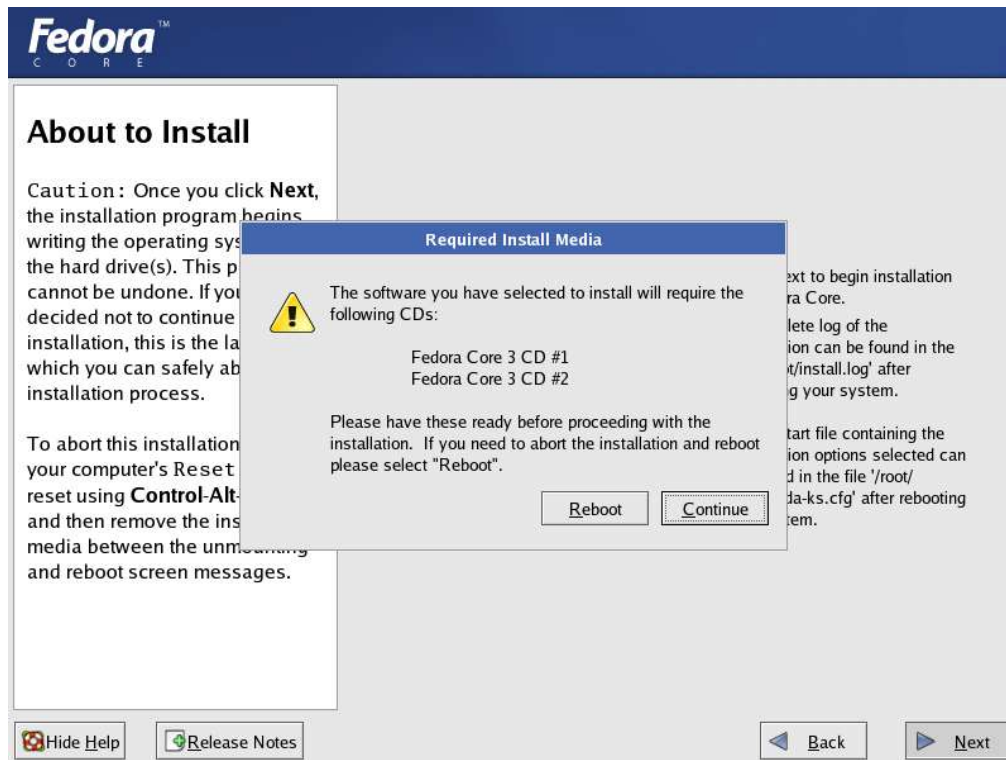 Fedora™
CORE
About to Install
Caution: Once you click Next,
the installation program begins
writing the operating sys
the hard drive(s). This p
cannot be undone. If you
decided not to continue
installation, this is the la
which you can safely ab
installation process.
To abort this installation
your computer's Reset
reset using Control-Alt-
and then remove the ins
media between the unmounting
and reboot screen messages.
Required Install Media
The software you have selected to install will require the
following CDs:
Fedora Core 3 CD #1
Fedora Core 3 CD #2
Please have these ready before proceeding with the
installation. If you need to abort the installation and reboot
please select "Reboot".
Reboot
Continue
ext to begin installation
ra Core.
lete log of the
ion can be found in the
t/install.log' after
g your system.
tart file containing the
ion options selected can
d in the file '/root/
da-ks.cfg' after rebooting
tem.
Hide Help
Release Notes
Back
Next